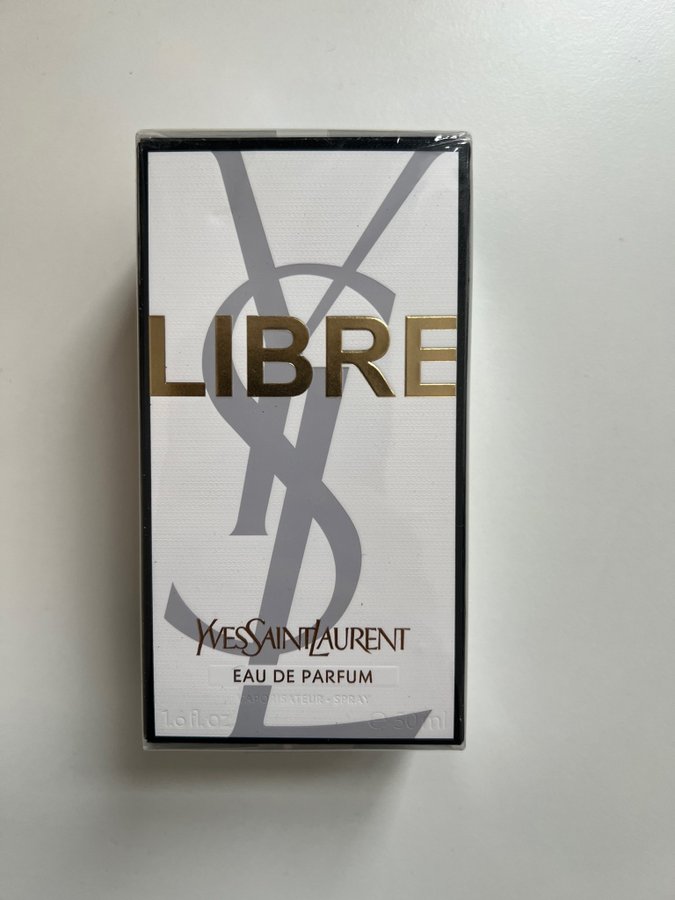 LIBRE
YVESSAINTLAURENT
EAU DE PARFUM
VAPORISATEUR - SPRAY
1.6 fl. oz. ℮ 50 ml